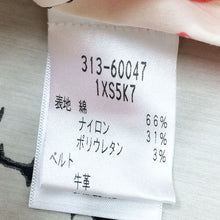 313-60047
1XS5K7
表地 綿 66%
ナイロン 31%
ポリウレタン 3%
ベルト
牛革